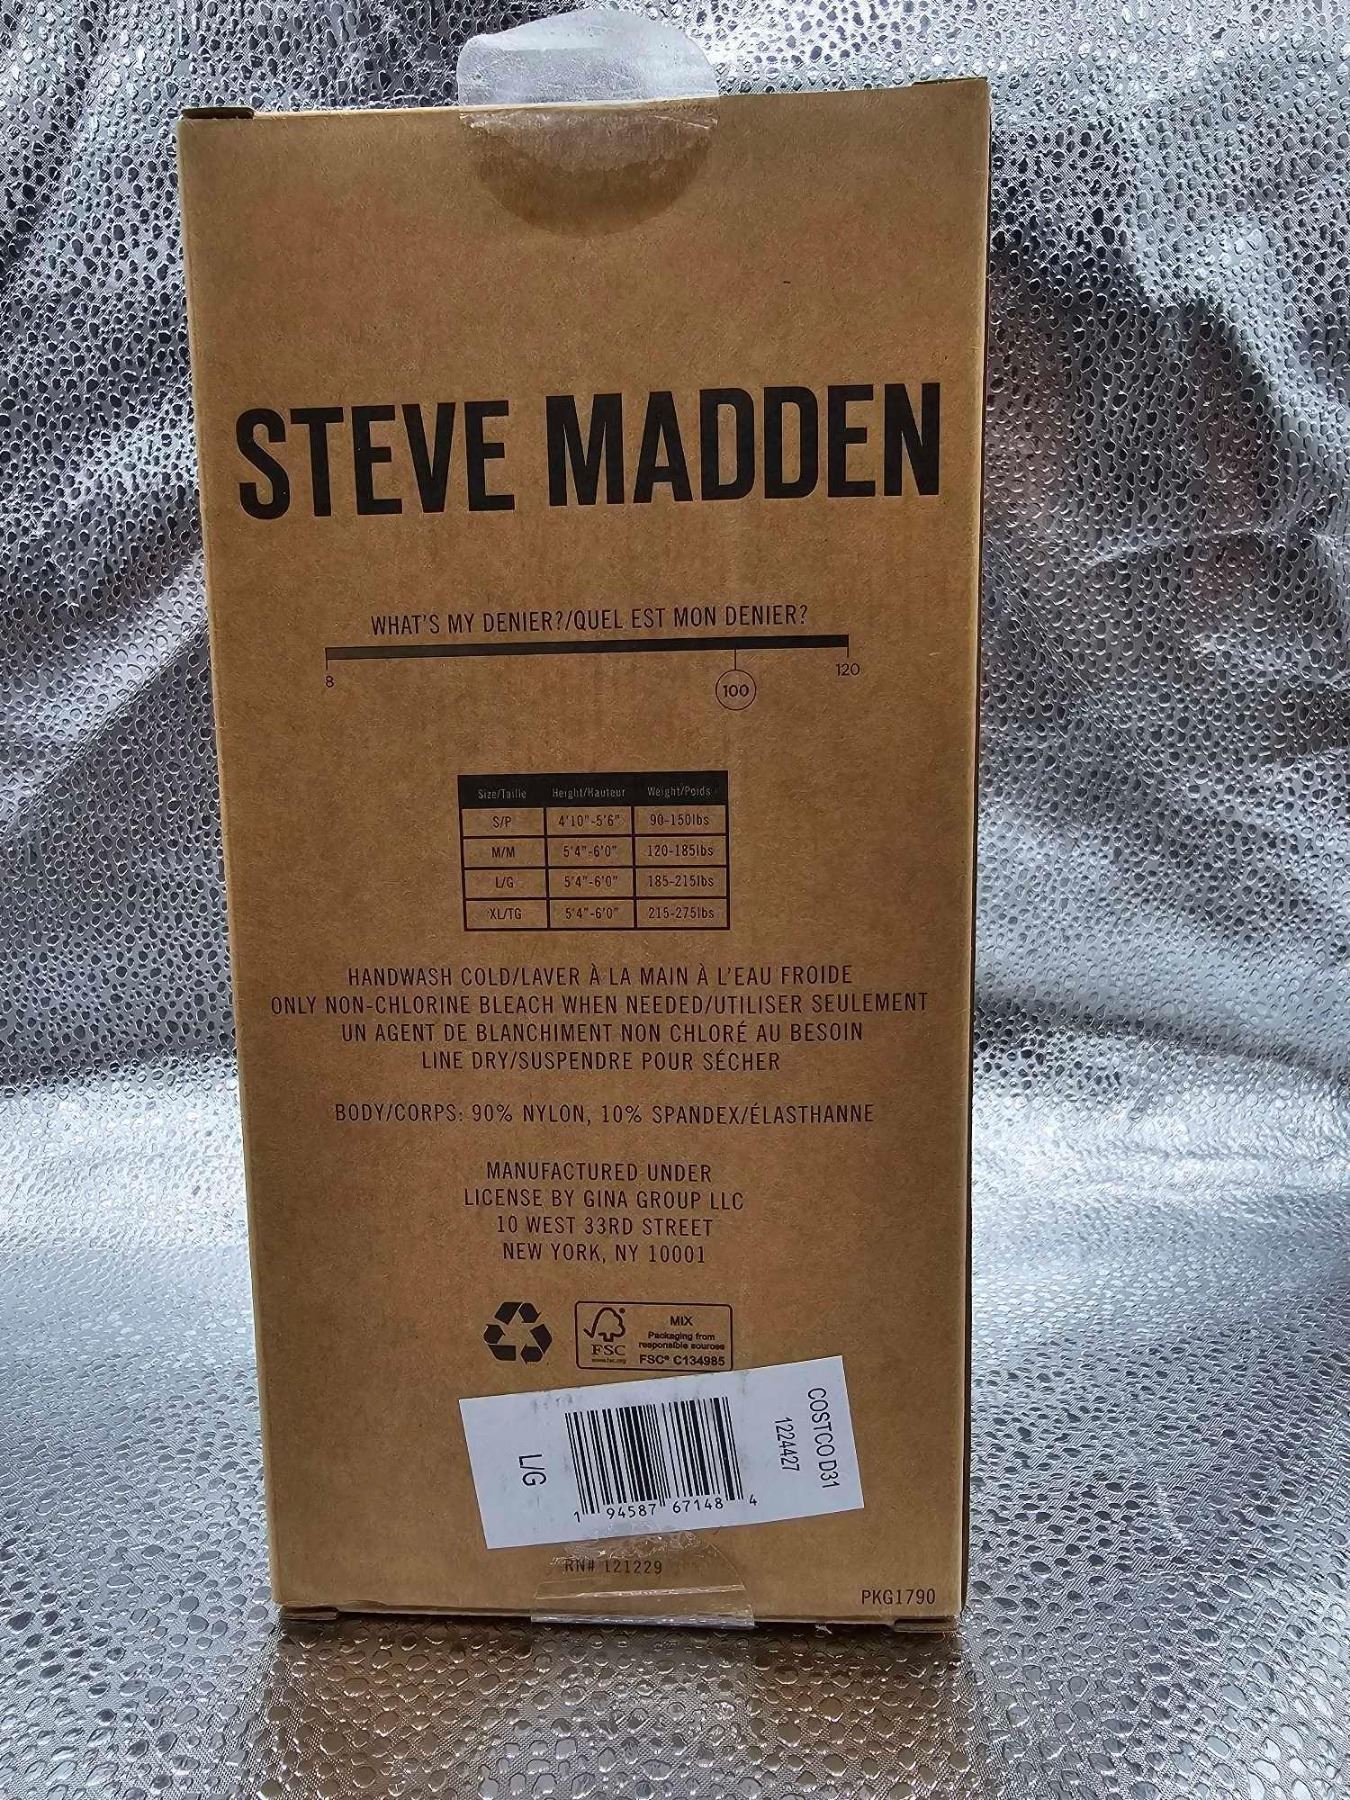 STEVE MADDEN
WHAT'S MY DENIER?/QUEL EST MON DENIER?
8 100 120
Size/Taille Height/Hauteur Weight/Poids
S/P 4'10"-5'6" 90-150lbs
M/M 5'4"-6'0" 120-185lbs
L/G 5'4"-6'0" 185-215lbs
XL/TG 5'4"-6'0" 215-275lbs
HANDWASH COLD/LAVER À LA MAIN À L'EAU FROIDE
ONLY NON-CHLORINE BLEACH WHEN NEEDED/UTILISER SEULEMENT
UN AGENT DE BLANCHIMENT NON CHLORÉ AU BESOIN
LINE DRY/SUSPENDRE POUR SÉCHER
BODY/CORPS: 90% NYLON, 10% SPANDEX/ÉLASTHANNE
MANUFACTURED UNDER
LICENSE BY GINA GROUP LLC
10 WEST 33RD STREET
NEW YORK, NY 10001
FSC
www.fsc.org
MIX
Packaging from
responsible sources
FSC® C134985
COSTCO D31
1224427
L/G
1 94587 67148 4
RN# 121229
PKG1790